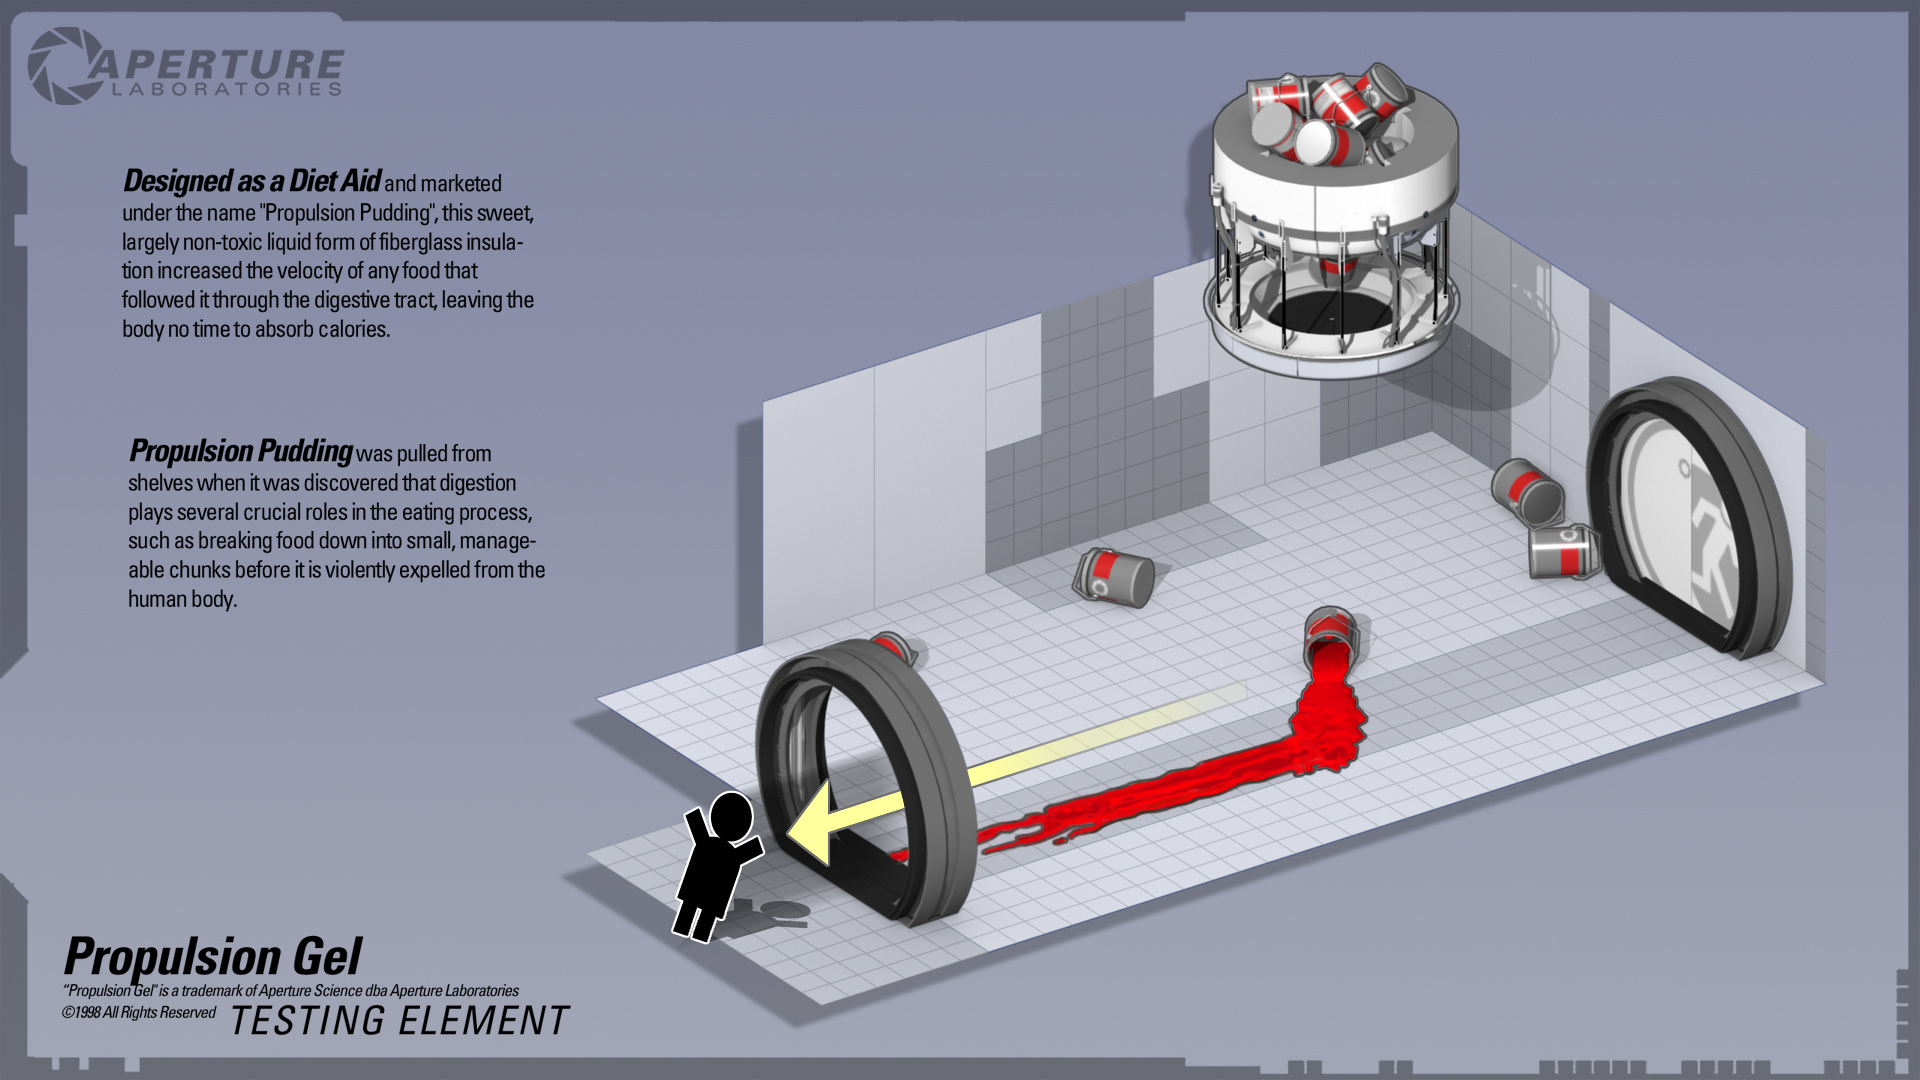 APERTURE
LABORATORIES
Designed as a Diet Aid and marketed
under the name "Propulsion Pudding", this sweet,
largely non-toxic liquid form of fiberglass insula-
tion increased the velocity of any food that
followed it through the digestive tract, leaving the
body no time to absorb calories.
Propulsion Pudding was pulled from
shelves when it was discovered that digestion
plays several crucial roles in the eating process,
such as breaking food down into small, manage-
able chunks before it is violently expelled from the
human body.
Propulsion Gel
“Propulsion Gel" is a trademark of Aperture Science dba Aperture Laboratories
©1998 All Rights Reserved
TESTING ELEMENT